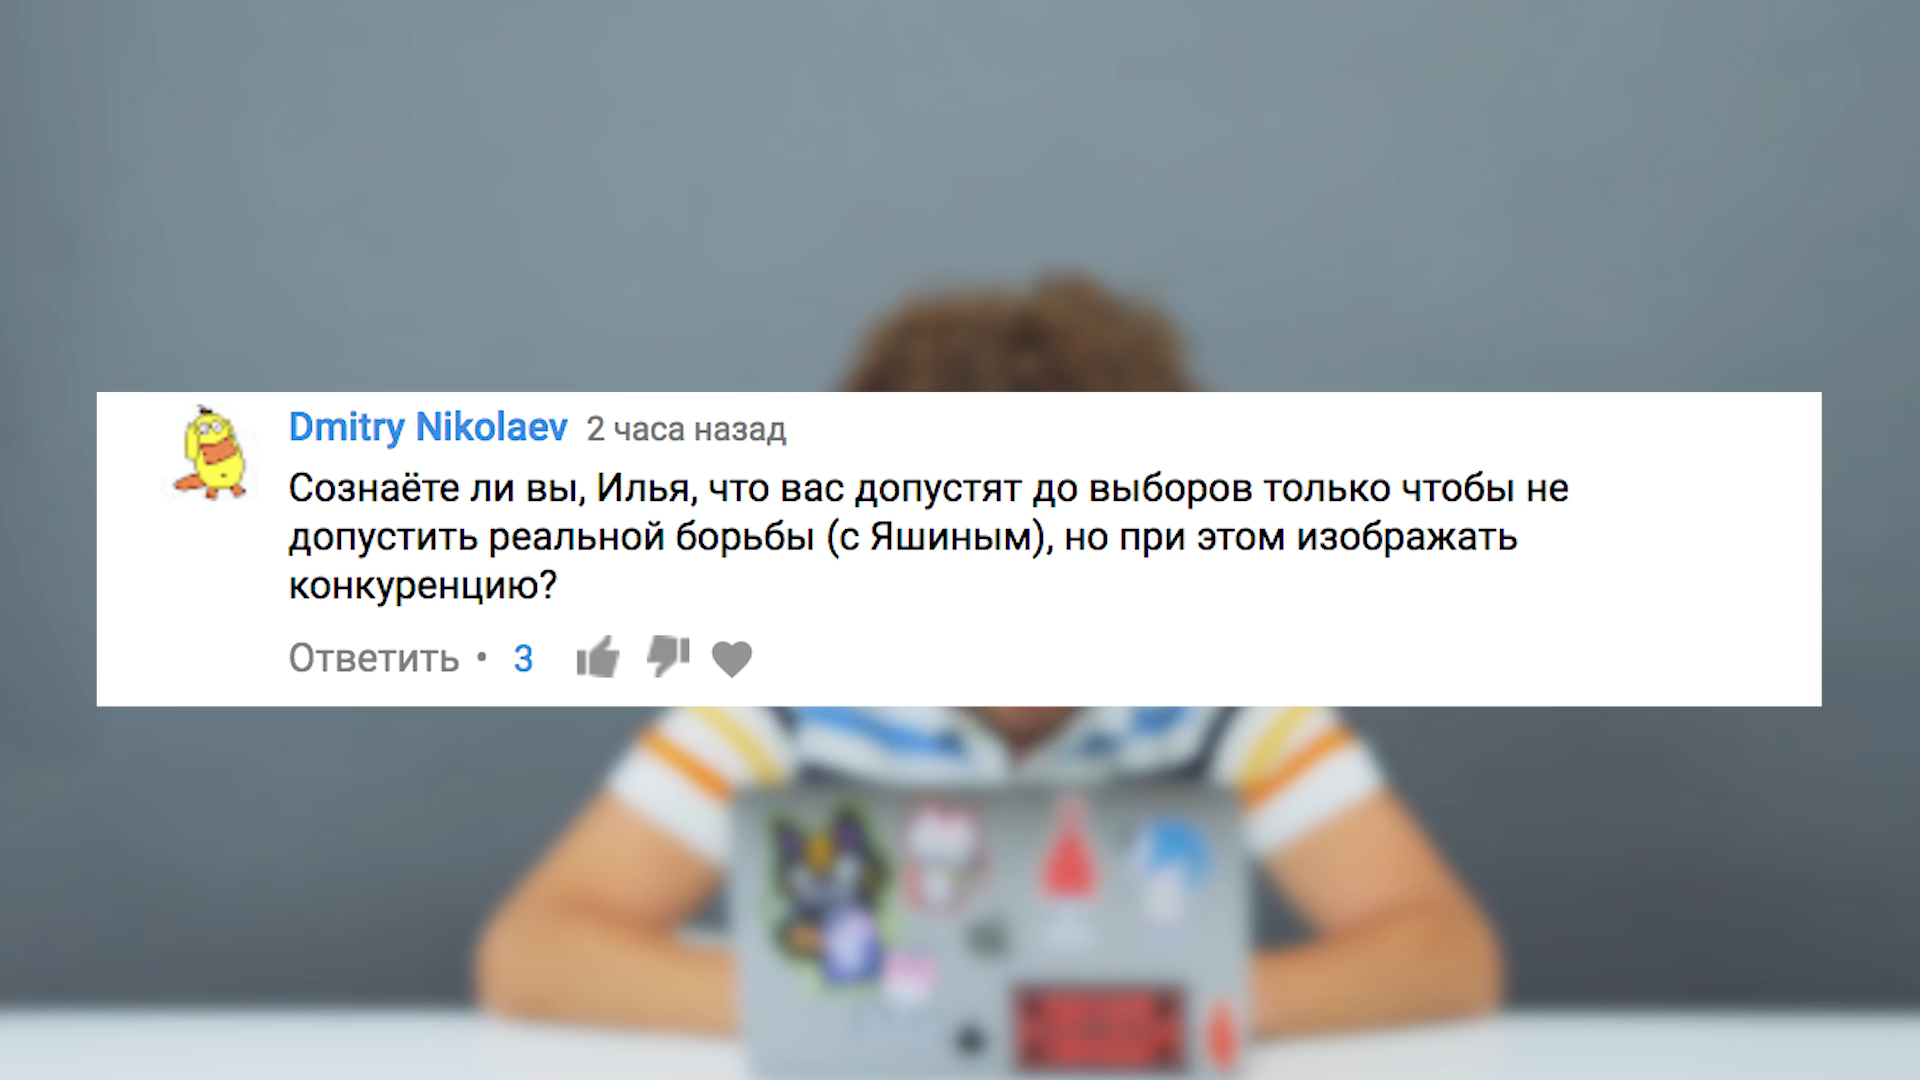 Dmitry Nikolaev 2 часа назад
Сознаёте ли вы, Илья, что вас допустят до выборов только чтобы не
допустить реальной борьбы (с Яшиным), но при этом изображать
конкуренцию?
Ответить • 3